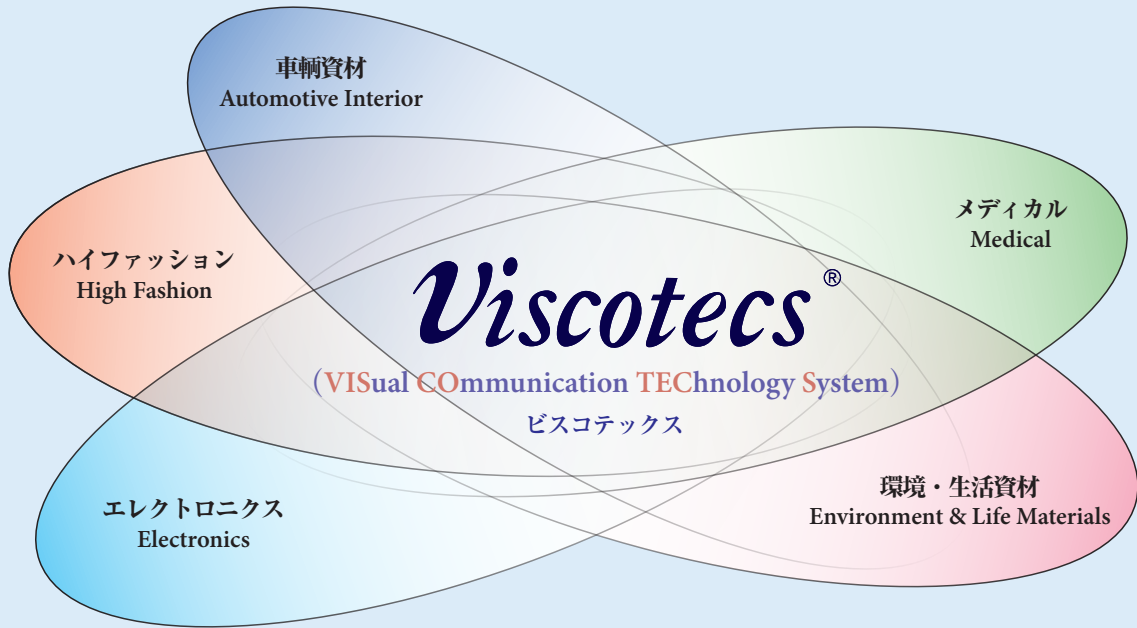 車輌資材
Automotive Interior
メディカル
Medical
ハイファッション
High Fashion
Viscotecs®
（VISual COmmunication TEChnology System）
ビスコテックス
エレクトロニクス
Electronics
環境・生活資材
Environment & Life Materials